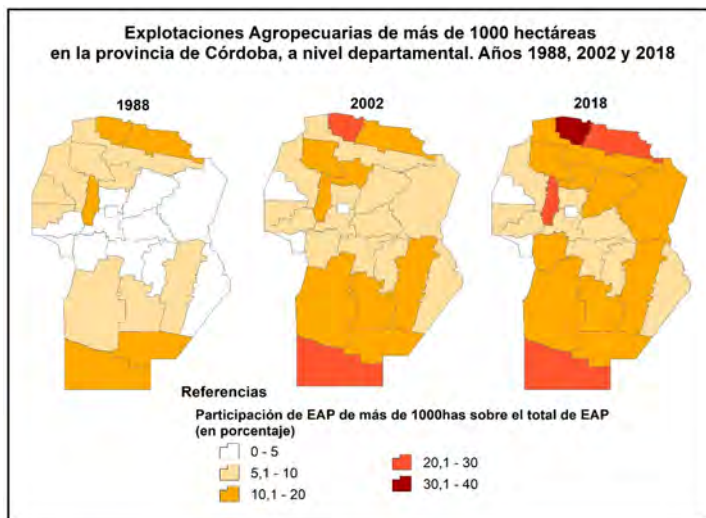 Explotaciones Agropecuarias de más de 1000 hectáreas
en la provincia de Córdoba, a nivel departamental. Años 1988, 2002 y 2018
1988
2002
2018
Referencias
Participación de EAP de más de 1000has sobre el total de EAP
(en porcentaje)
0 - 5
5,1 - 10
10,1 - 20
20,1 - 30
30,1 - 40